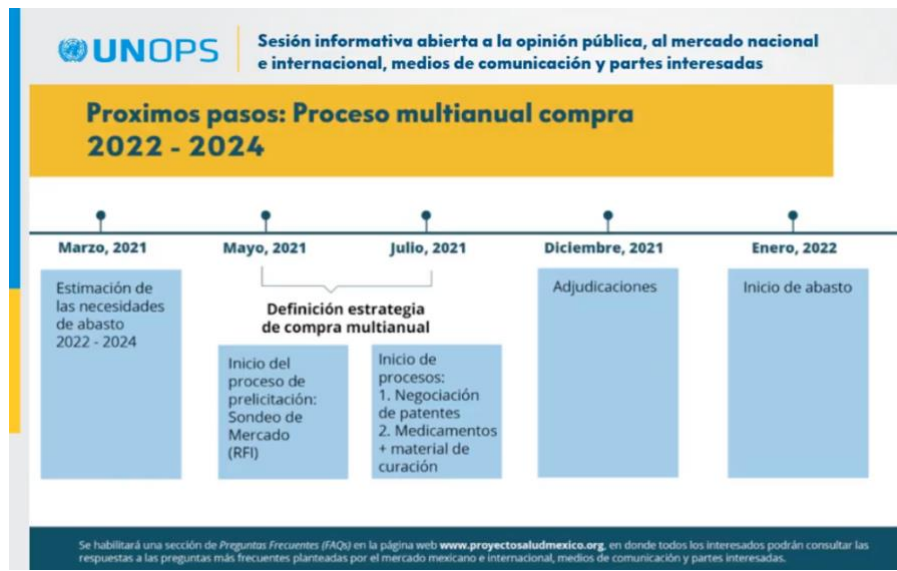 UNOPS
Sesión informativa abierta a la opinión pública, al mercado nacional
e internacional, medios de comunicación y partes interesadas
Proximos pasos: Proceso multianual compra
2022 - 2024
Marzo, 2021
Mayo, 2021
Julio, 2021
Diciembre, 2021
Enero, 2022
Estimación de
las necesidades
de abasto
2022 - 2024
Definición estrategia
de compra multianual
Inicio del
proceso de
prelicitación:
Sondeo de
Mercado
(RFI)
Inicio de
procesos:
1. Negociación
de patentes
2. Medicamentos
+ material de
curación
Adjudicaciones
Inicio de abasto
Se habilitará una sección de Preguntas Frecuentes (FAQs) en la página web www.proyectosaludmexico.org, en donde todos los interesados podrán consultar las
respuestas a las preguntas más frecuentes planteadas por el mercado mexicano e internacional, medios de comunicación y partes interesadas.